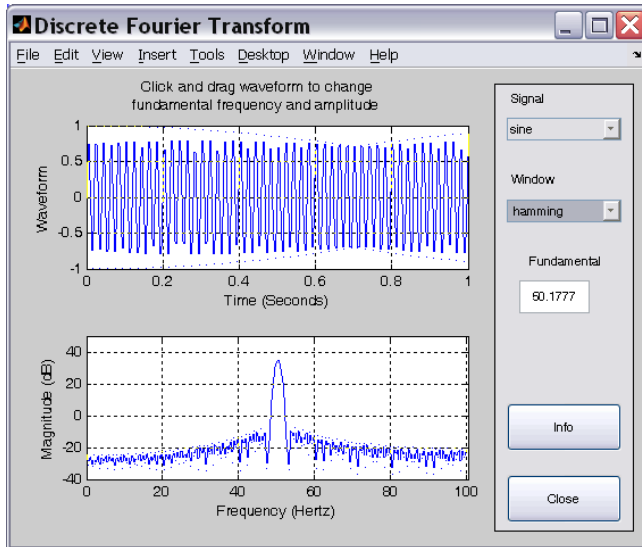 Discrete Fourier Transform
File Edit View Insert Tools Desktop Window Help
Click and drag waveform to change
fundamental frequency and amplitude
Waveform
1
0.5
0
-0.5
-1
0 0.2 0.4 0.6 0.8 1
Time (Seconds)
Magnitude (dB)
40
20
0
-20
-40
0 20 40 60 80 100
Frequency (Hertz)
Signal
sine
Window
hamming
Fundamental
50.1777
Info
Close